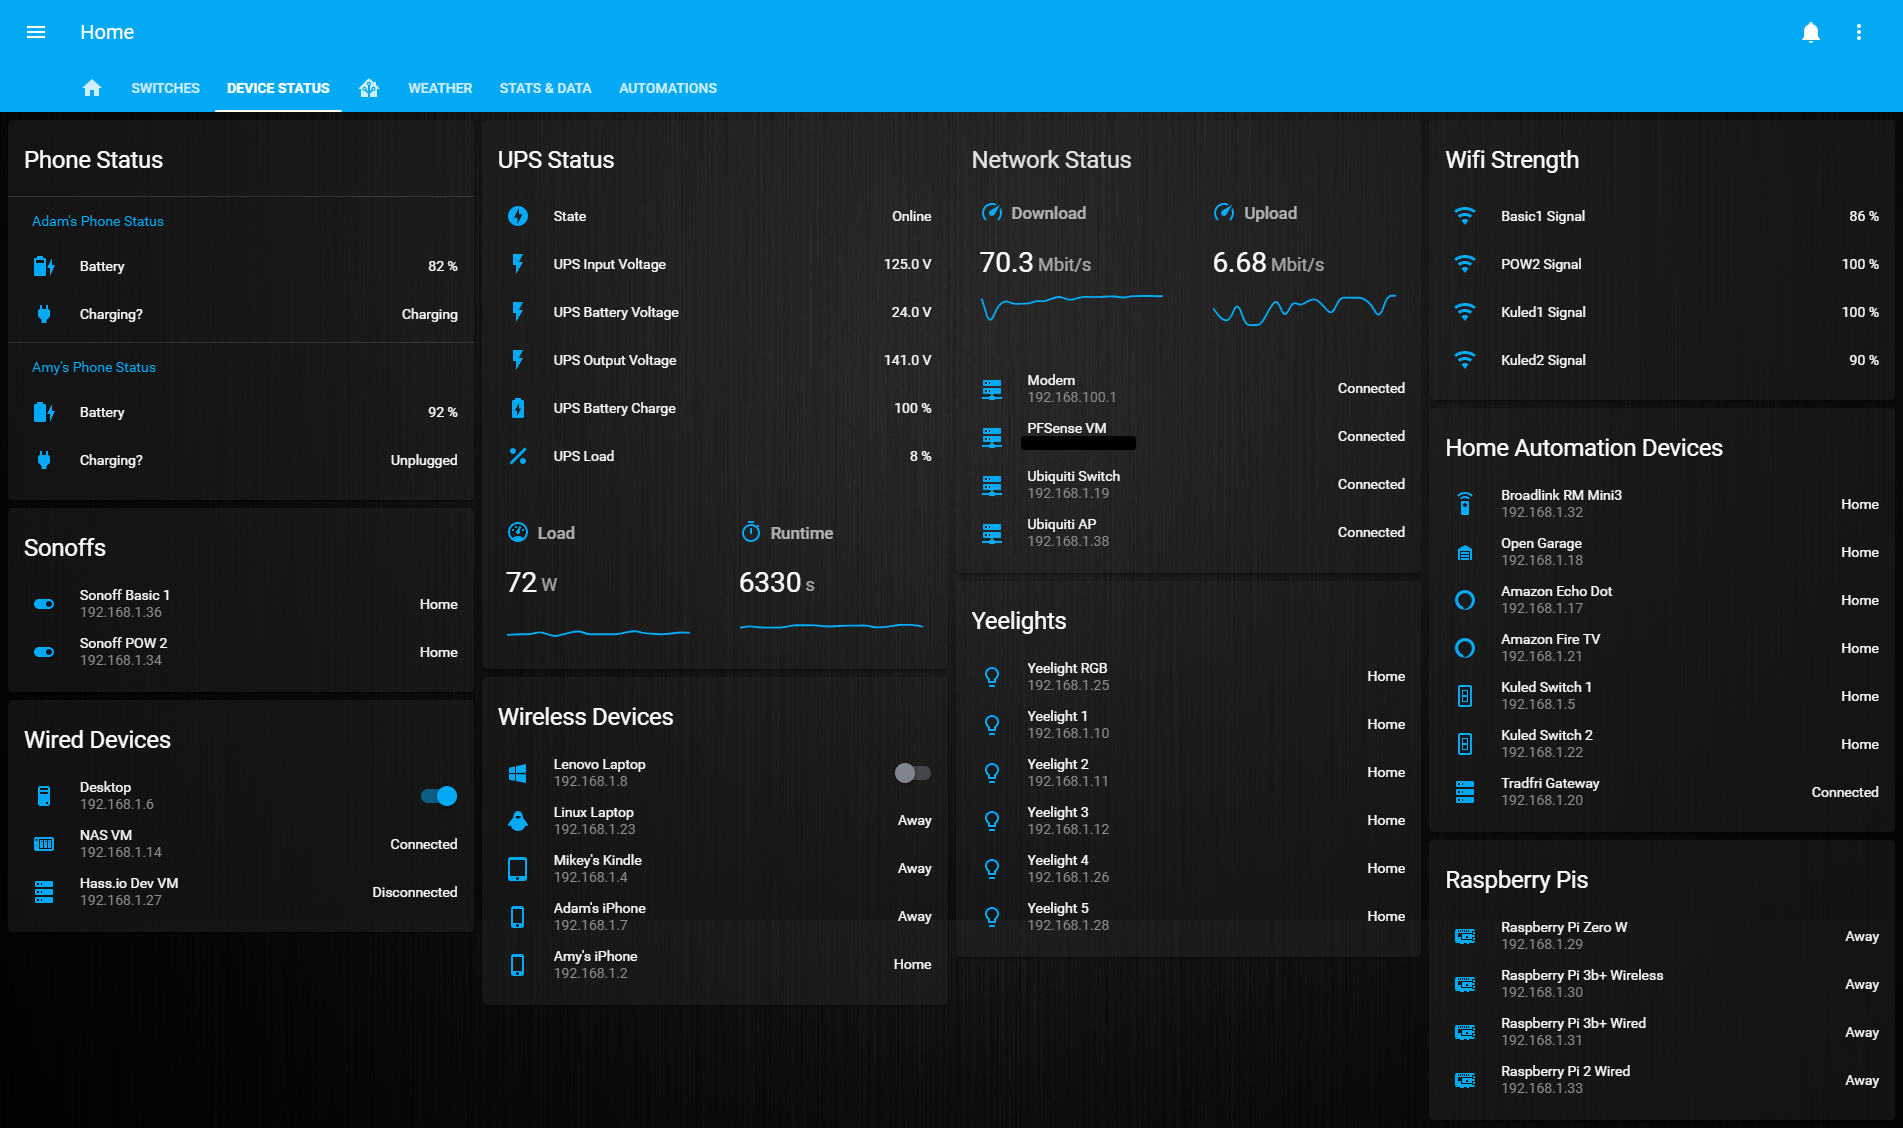 Home
SWITCHES
DEVICE STATUS
WEATHER
STATS & DATA
AUTOMATIONS
Phone Status
Adam's Phone Status
Battery 82 %
Charging? Charging
Amy's Phone Status
Battery 92 %
Charging? Unplugged
Sonoffs
Sonoff Basic 1
192.168.1.36
Home
Sonoff POW 2
192.168.1.34
Home
Wired Devices
Desktop
192.168.1.6
NAS VM
192.168.1.14
Connected
Hass.io Dev VM
192.168.1.27
Disconnected
UPS Status
State Online
UPS Input Voltage 125.0 V
UPS Battery Voltage 24.0 V
UPS Output Voltage 141.0 V
UPS Battery Charge 100 %
UPS Load 8 %
Load
72 W
Runtime
6330 s
Wireless Devices
Lenovo Laptop
192.168.1.8
Linux Laptop
192.168.1.23
Away
Mikey's Kindle
192.168.1.4
Away
Adam's iPhone
192.168.1.7
Away
Amy's iPhone
192.168.1.2
Home
Network Status
Download
70.3 Mbit/s
Upload
6.68 Mbit/s
Modem
192.168.100.1
Connected
PFSense VM
Connected
Ubiquiti Switch
192.168.1.19
Connected
Ubiquiti AP
192.168.1.38
Connected
Yeelights
Yeelight RGB
192.168.1.25
Home
Yeelight 1
192.168.1.10
Home
Yeelight 2
192.168.1.11
Home
Yeelight 3
192.168.1.12
Home
Yeelight 4
192.168.1.26
Home
Yeelight 5
192.168.1.28
Home
Wifi Strength
Basic1 Signal 86 %
POW2 Signal 100 %
Kuled1 Signal 100 %
Kuled2 Signal 90 %
Home Automation Devices
Broadlink RM Mini3
192.168.1.32
Home
Open Garage
192.168.1.18
Home
Amazon Echo Dot
192.168.1.17
Home
Amazon Fire TV
192.168.1.21
Home
Kuled Switch 1
192.168.1.5
Home
Kuled Switch 2
192.168.1.22
Home
Tradfri Gateway
192.168.1.20
Connected
Raspberry Pis
Raspberry Pi Zero W
192.168.1.29
Away
Raspberry Pi 3b+ Wireless
192.168.1.30
Away
Raspberry Pi 3b+ Wired
192.168.1.31
Away
Raspberry Pi 2 Wired
192.168.1.33
Away